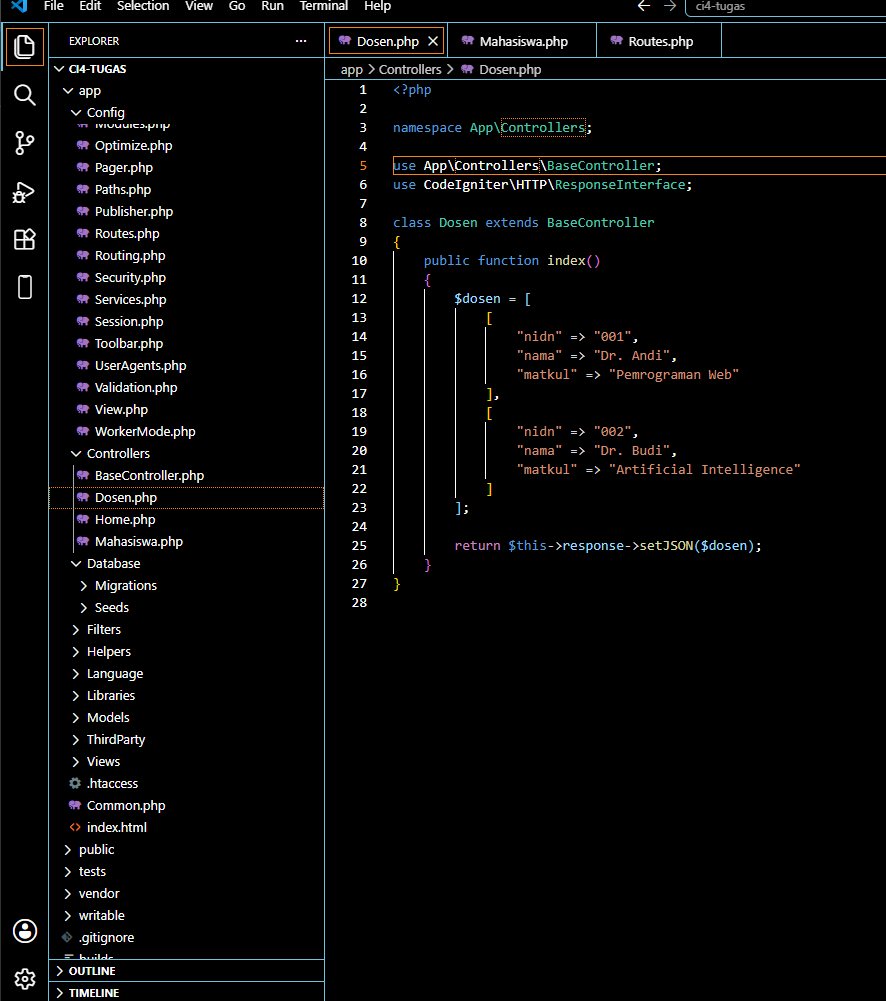 File Edit Selection View Go Run Terminal Help
ci4-tugas
EXPLORER
CI4-TUGAS
app
Config
Modules.php
Optimize.php
Pager.php
Paths.php
Publisher.php
Routes.php
Routing.php
Security.php
Services.php
Session.php
Toolbar.php
UserAgents.php
Validation.php
View.php
WorkerMode.php
Controllers
BaseController.php
Dosen.php
Home.php
Mahasiswa.php
Database
Migrations
Seeds
Filters
Helpers
Language
Libraries
Models
ThirdParty
Views
.htaccess
Common.php
index.html
public
tests
vendor
writable
.gitignore
builds
OUTLINE
TIMELINE
Dosen.php Mahasiswa.php Routes.php
app > Controllers > Dosen.php
1 <?php
2
3 namespace App\Controllers;
4
5 use App\Controllers\BaseController;
6 use CodeIgniter\HTTP\ResponseInterface;
7
8 class Dosen extends BaseController
9 {
10 public function index()
11 {
12 $dosen = [
13 [
14 "nidn" => "001",
15 "nama" => "Dr. Andi",
16 "matkul" => "Pemrograman Web"
17 ],
18 [
19 "nidn" => "002",
20 "nama" => "Dr. Budi",
21 "matkul" => "Artificial Intelligence"
22 ]
23 ];
24
25 return $this->response->setJSON($dosen);
26 }
27 }
28